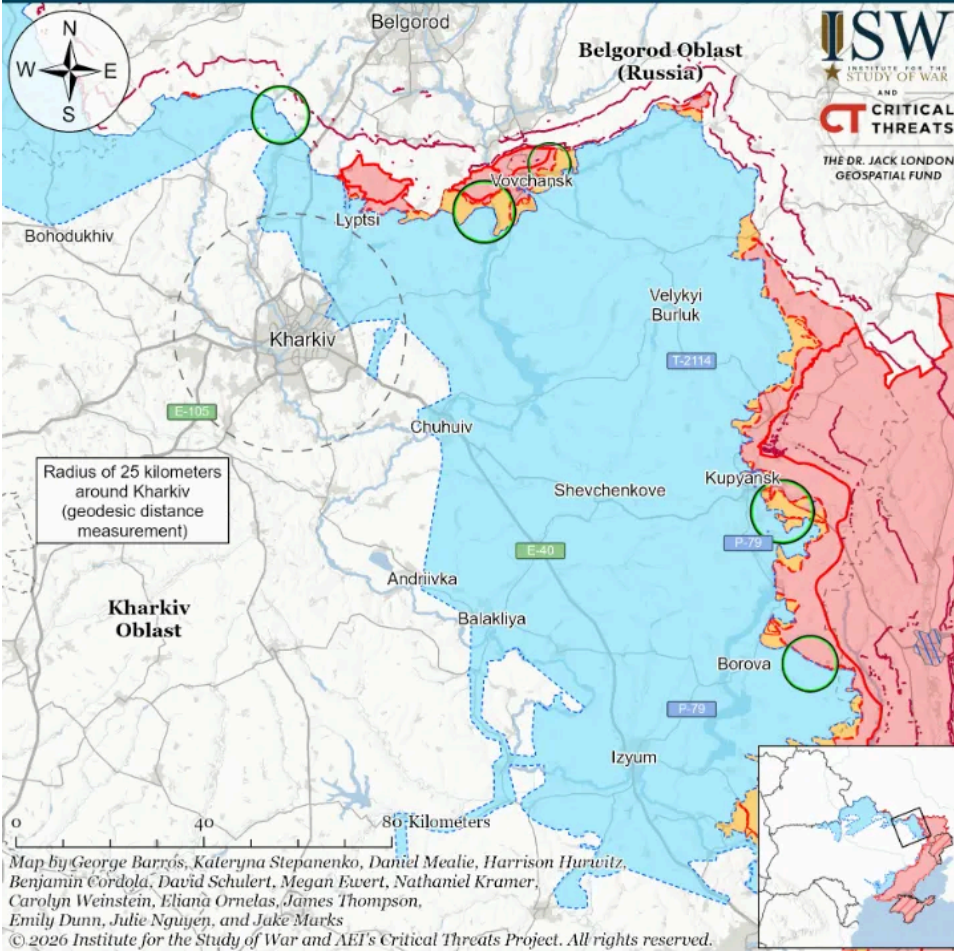 N
W
E
S
Belgorod
Belgorod Oblast
(Russia)
ISW
INSTITUTE FOR THE
STUDY OF WAR
AND
CT CRITICAL
THREATS
THE DR. JACK LONDON
GEOSPATIAL FUND
Vovchansk
Lyptsi
Bohodukhiv
Velykyi
Burluk
Kharkiv
T-2114
E-105
Chuhuiv
Radius of 25 kilometers
around Kharkiv
(geodesic distance
measurement)
Kupyansk
Shevchenkove
P-79
E-40
Andriivka
Kharkiv
Oblast
Balakliya
Borova
P-79
Izyum
0
40
80 Kilometers
Map by George Barros, Kateryna Stepanenko, Daniel Mealie, Harrison Hurwitz,
Benjamin Cordola, David Schulert, Megan Ewert, Nathaniel Kramer,
Carolyn Weinstein, Eliana Ornelas, James Thompson,
Emily Dunn, Julie Nguyen, and Jake Marks
© 2026 Institute for the Study of War and AEI's Critical Threats Project. All rights reserved.